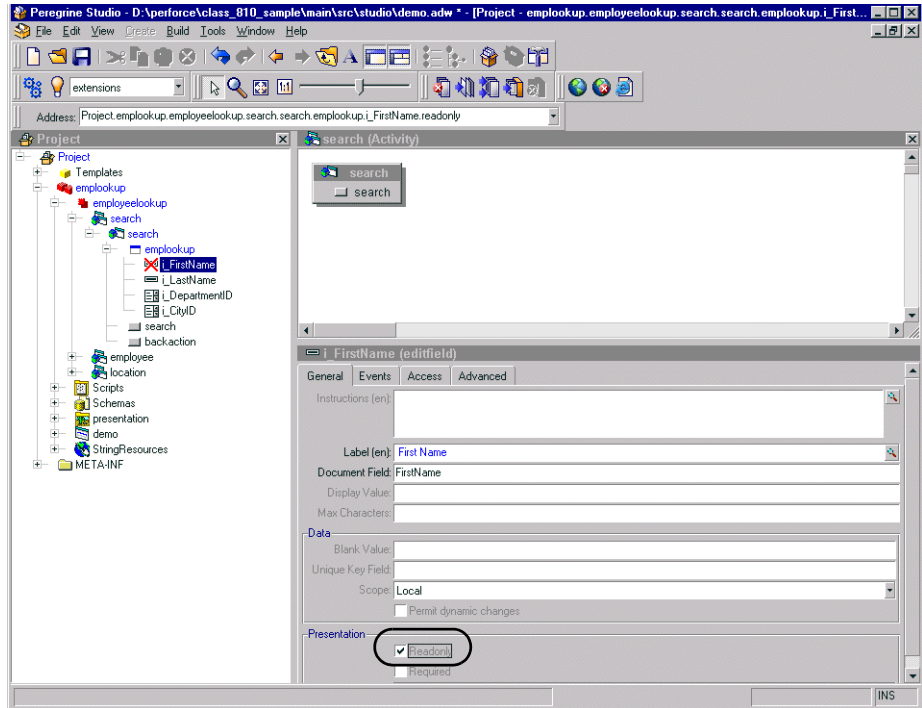 Peregrine Studio - D:\perforce\class_810_sample\main\src\studio\demo.adw * - [Project - emplookup.employeelookup.search.search.emplookup.i_First...
File Edit View Create Build Tools Window Help
extensions
1:1
Address: Project.emplookup.employeelookup.search.search.emplookup.i_FirstName.readonly
Project
search (Activity)
Project
Templates
emplookup
employeelookup
search
search
emplookup
i_FirstName
i_LastName
i_DepartmentID
i_CityID
search
backaction
employee
location
Scripts
Schemas
presentation
demo
StringResources
META-INF
search
search
i_FirstName (editfield)
General Events Access Advanced
Instructions (en):
Label (en): First Name
Document Field: FirstName
Display Value:
Max Characters:
Data
Blank Value:
Unique Key Field:
Scope: Local
Permit dynamic changes
Presentation
Readonly
Required
INS